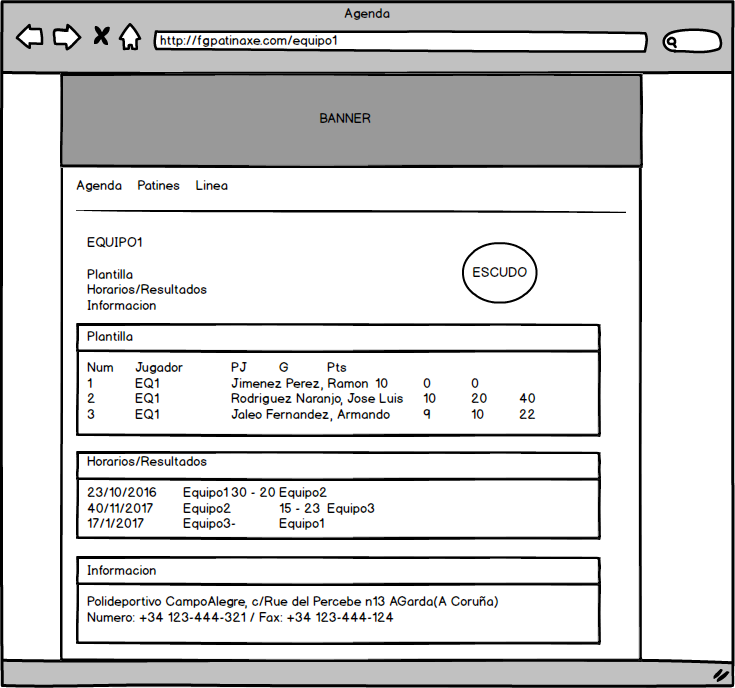 Agenda
http://fgpatinaxe.com/equipo1
BANNER
Agenda Patines Linea
EQUIPO1
ESCUDO
Plantilla
Horarios/Resultados
Informacion
Plantilla
Num Jugador PJ G Pts
1 EQ1 Jimenez Perez, Ramon 10 0 0
2 EQ1 Rodriguez Naranjo, Jose Luis 10 20 40
3 EQ1 Jaleo Fernandez, Armando 9 10 22
Horarios/Resultados
23/10/2016 Equipo1 30 - 20 Equipo2
40/11/2017 Equipo2 15 - 23 Equipo3
17/1/2017 Equipo3- Equipo1
Informacion
Polideportivo CampoAlegre, c/Rue del Percebe n13 AGarda(A Coruña)
Numero: +34 123-444-321 / Fax: +34 123-444-124